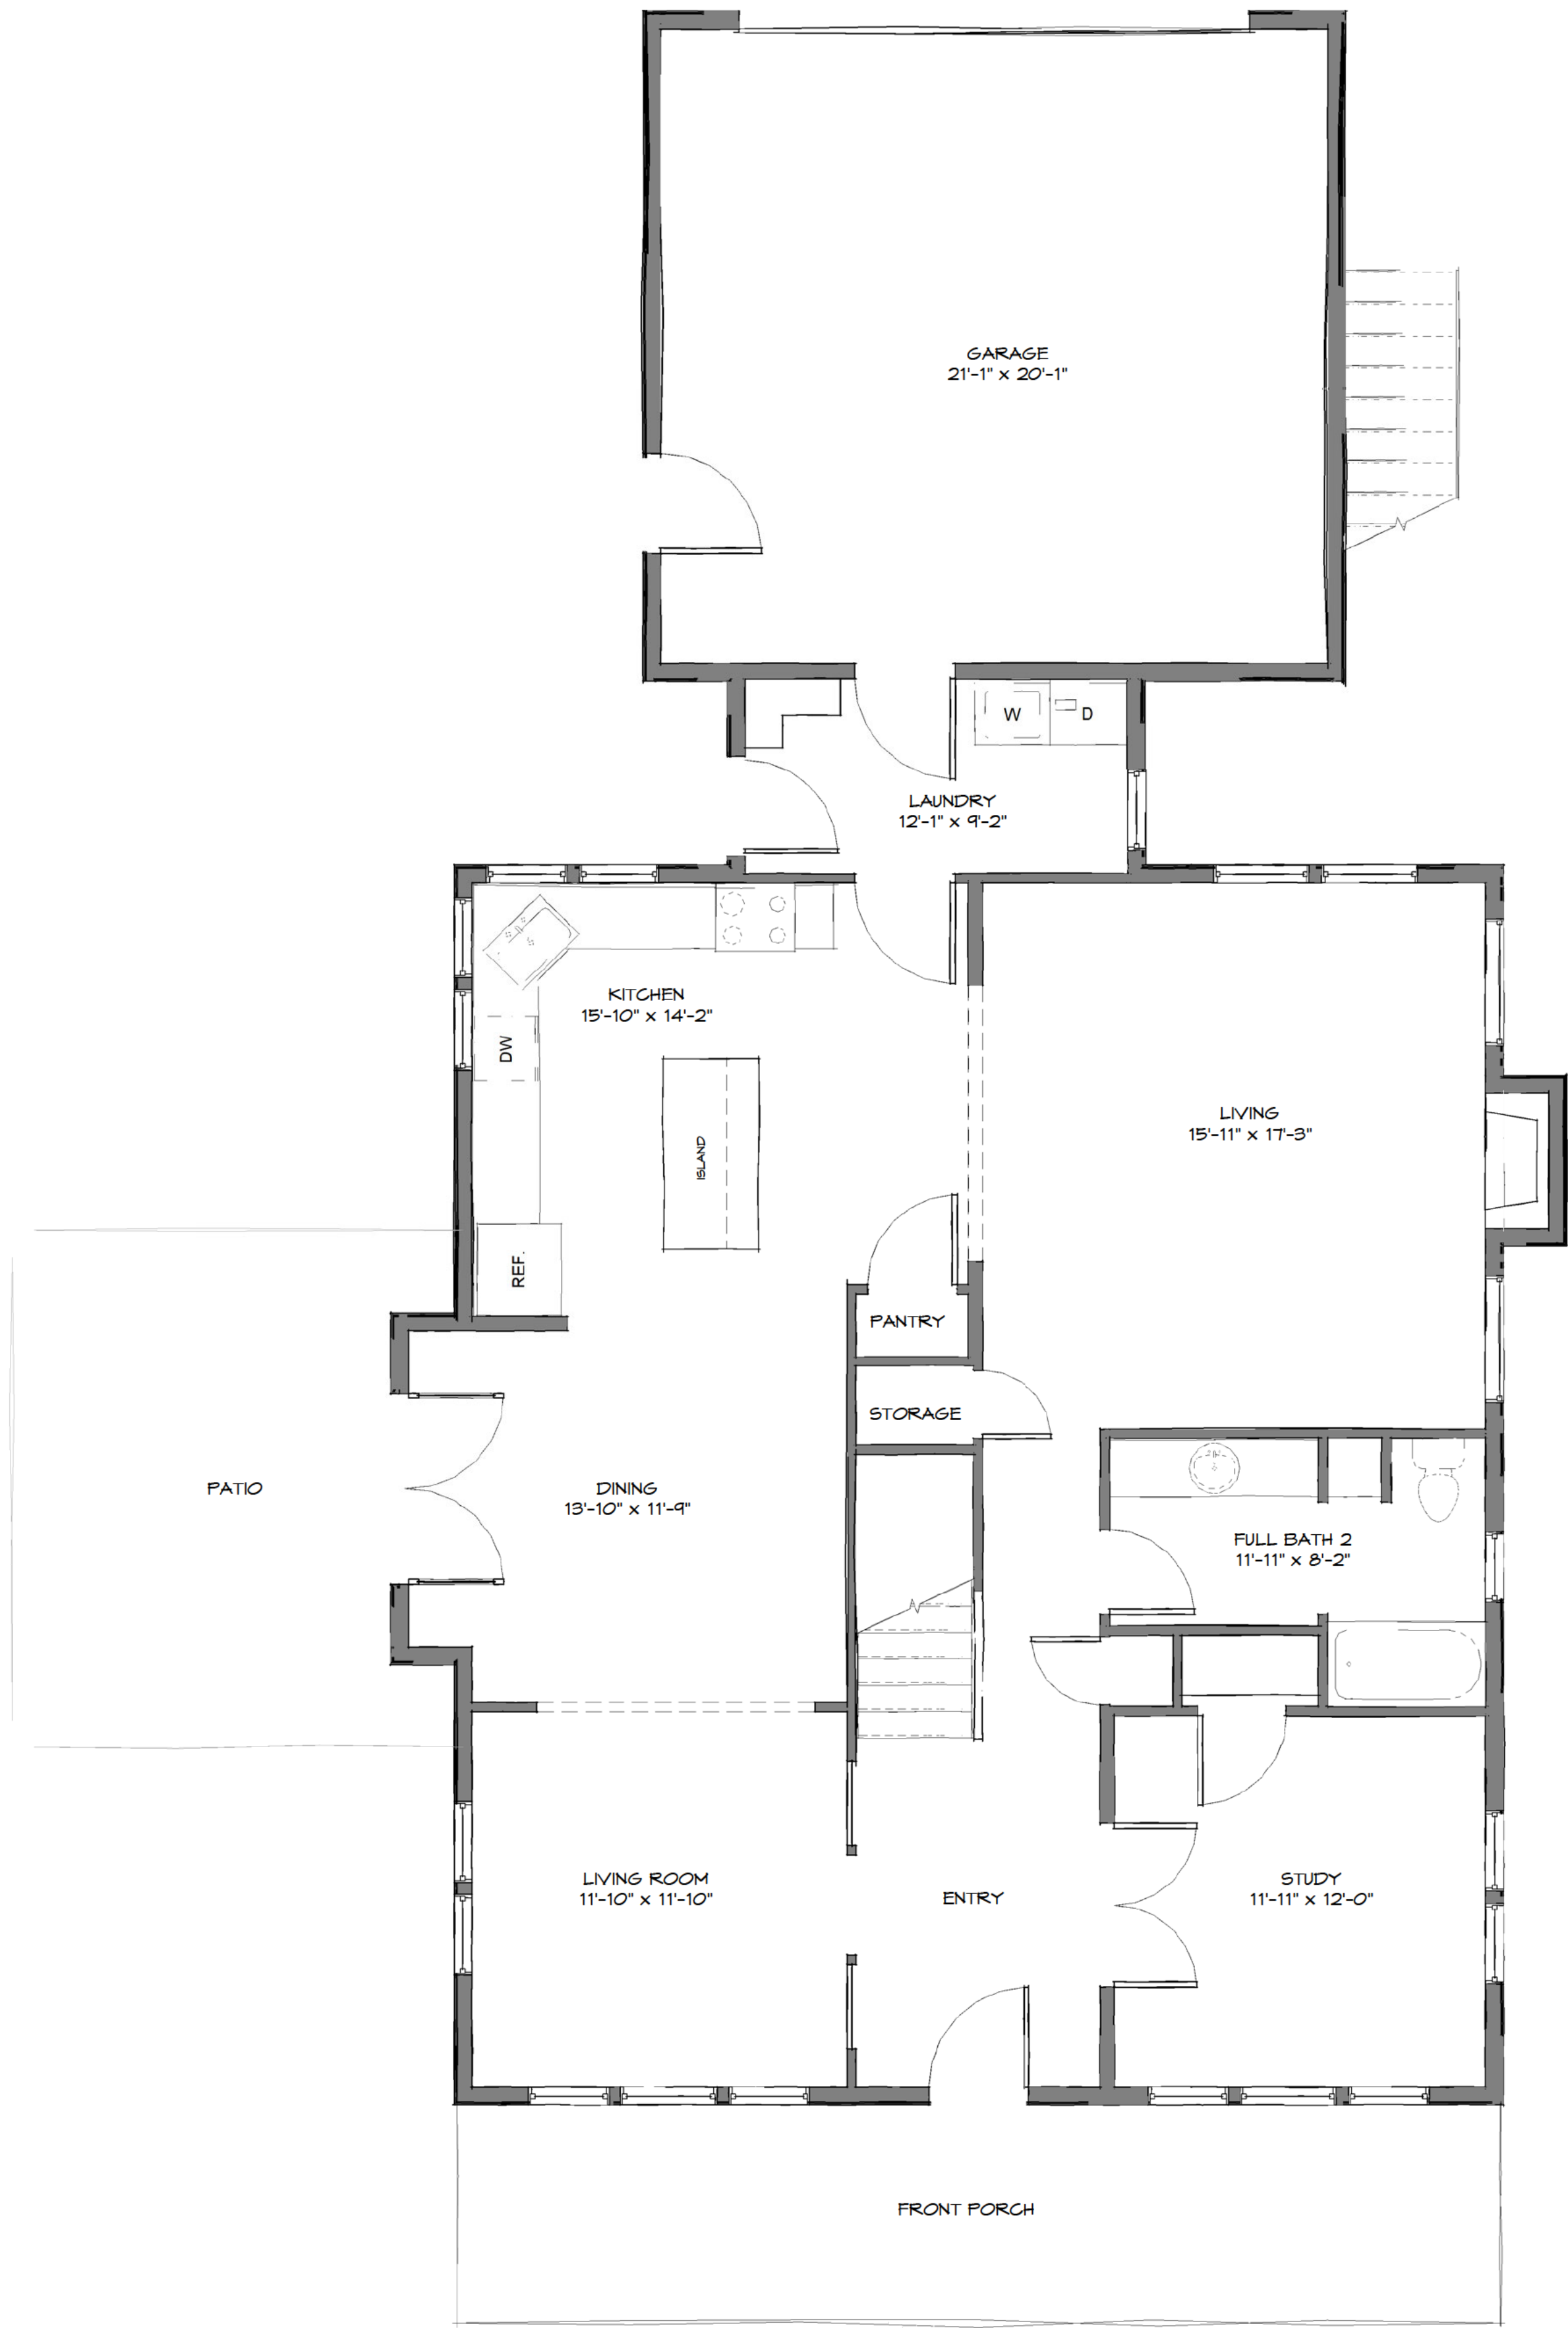 GARAGE
21'-1" x 20'-1"
W
D
LAUNDRY
12'-1" x 9'-2"
KITCHEN
15'-10" x 14'-2"
DW
ISLAND
LIVING
15'-11" x 17'-3"
REF.
PANTRY
STORAGE
PATIO
DINING
13'-10" x 11'-9"
FULL BATH 2
11'-11" x 8'-2"
LIVING ROOM
11'-10" x 11'-10"
ENTRY
STUDY
11'-11" x 12'-0"
FRONT PORCH